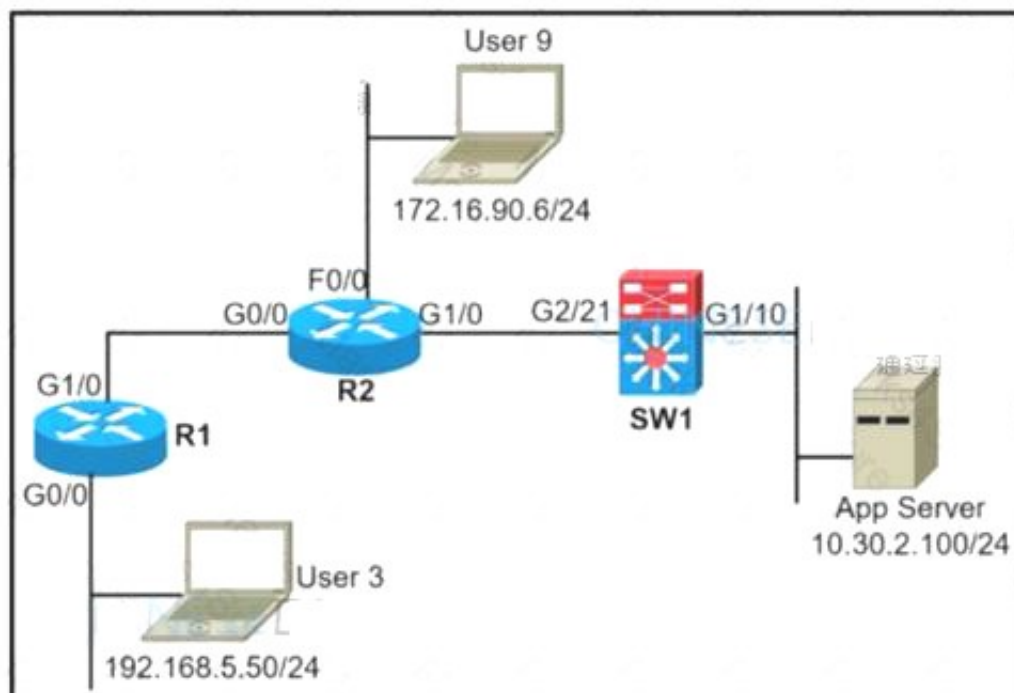 User 9
172.16.90.6/24
F0/0
G0/0
G1/0
R2
G2/21
G1/10
SW1
G1/0
R1
G0/0
App Server
10.30.2.100/24
User 3
192.168.5.50/24